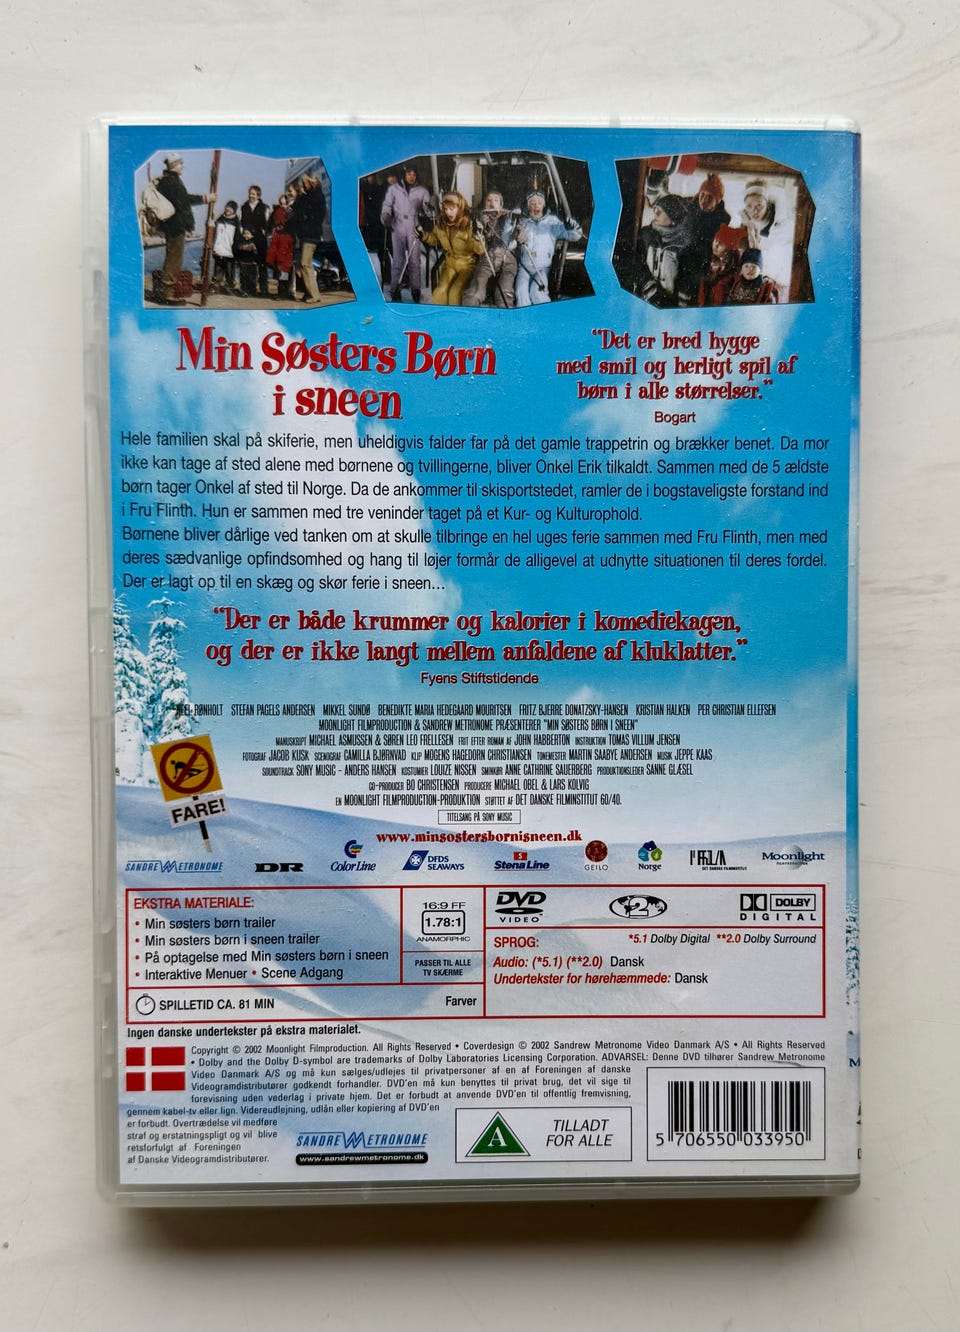 Min Søsters Børn
i sneen
"Det er bred hygge
med smil og herligt spil af
børn i alle størrelser."
Bogart
Hele familien skal på skiferie, men uheldigvis falder far på det gamle trappetrin og brækker benet. Da mor
ikke kan tage af sted alene med børnene og tvillingerne, bliver Onkel Erik tilkaldt. Sammen med de 5 ældste
børn tager Onkel af sted til Norge. Da de ankommer til skisportstedet, ramler de i bogstaveligste forstand ind
i Fru Flinth. Hun er sammen med tre veninder taget på et Kur- og Kulturophold.
Børnene bliver dårlige ved tanken om at skulle tilbringe en hel uges ferie sammen med Fru Flinth, men med
deres sædvanlige opfindsomhed og hang til løjer formår de alligevel at udnytte situationen til deres fordel.
Der er lagt op til en skæg og skør ferie i sneen...
"Der er både krummer og kalorier i komediekagen,
og der er ikke langt mellem anfaldene af kluklatter."
Fyens Stiftstidende
RØNHOLT STEFAN PAGELS ANDERSEN MIKKEL SUNDØ BENEDIKTE MARIA HEDEGAARD MOURITSEN FRITZ BJERRE DONATZSKY-HANSEN KRISTIAN HALKEN PER CHRISTIAN ELLEFSEN
MOONLIGHT FILMPRODUCTION & SANDREW METRONOME PRÆSENTERER "MIN SØSTERS BØRN I SNEEN"
MANUSKRIPT MICHAEL ASMUSSEN & SØREN LEO FRELLESEN FRIT EFTER ROMAN AF JOHN HABBERTON INSTRUKTION TOMAS VILLUM JENSEN
FOTOGRAF JACOB KUSK SCENOGRAF CAMILLA BJØRNVAD KLIP MOGENS HAGEDORN CHRISTIANSEN TONEMESTER MARTIN SAABYE ANDERSEN MUSIK JEPPE KAAS
SOUNDTRACK SONY MUSIC - ANDERS HANSEN KOSTUMIER LOUIZE NISSEN SMINKØR ANNE CATHRINE SAUERBERG PRODUKTIONSLEDER SANNE GLÆSEL
CO-PRODUCER BO CHRISTENSEN PRODUCERE MICHAEL OBEL & LARS KOLVIG
EN MOONLIGHT FILMPRODUCTION-PRODUKTION STØTTET AF DET DANSKE FILMINSTITUT 60/40.
TITELSANG PÅ SONY MUSIC
FARE!
www.minsostersbornisneen.dk
SANDREW METRONOME
DR
Color Line
DFDS
SEAWAYS
Stena Line
GEILO
Norge
DET DANSKE FILMINSTITUT
Moonlight
EKSTRA MATERIALE:
• Min søsters børn trailer
• Min søsters børn i sneen trailer
• På optagelse med Min søsters børn i sneen
• Interaktive Menuer • Scene Adgang
16:9 FF
1.78:1
ANAMORPHIC
PASSER TIL ALLE
TV SKÆRME
SPILLETID CA. 81 MIN
Farver
DVD
VIDEO
2
DOLBY
DIGITAL
SPROG:
*5.1 Dolby Digital **2.0 Dolby Surround
Audio: (*5.1) (**2.0) Dansk
Undertekster for hørehæmmede: Dansk
Ingen danske undertekster på ekstra materialet.
Copyright © 2002 Moonlight Filmproduction. All Rights Reserved • Coverdesign © 2002 Sandrew Metronome Video Danmark A/S • All Rights Reserved
• Dolby and the Dolby D-symbol are trademarks of Dolby Laboratories Licensing Corporation. ADVARSEL: Denne DVD tilhører Sandrew Metronome
Video Danmark A/S og må kun sælges/udlejes til privatpersoner af en af Foreningen af danske
Videogramdistributører godkendt forhandler. DVD'en må kun benyttes til privat brug, det vil sige til
forevisning uden vederlag i private hjem. Det er forbudt at anvende DVD'en til offentlig fremvisning,
gennem kabel-tv eller lign. Videreudlejning, udlån eller kopiering af DVD'en
er forbudt. Overtrædelse vil medføre
straf og erstatningspligt og vil blive
retsforfulgt af Foreningen
af Danske Videogramdistributører.
SANDREW METRONOME
www.sandrewmetronome.dk
A
TILLADT
FOR ALLE
5 706550 033950